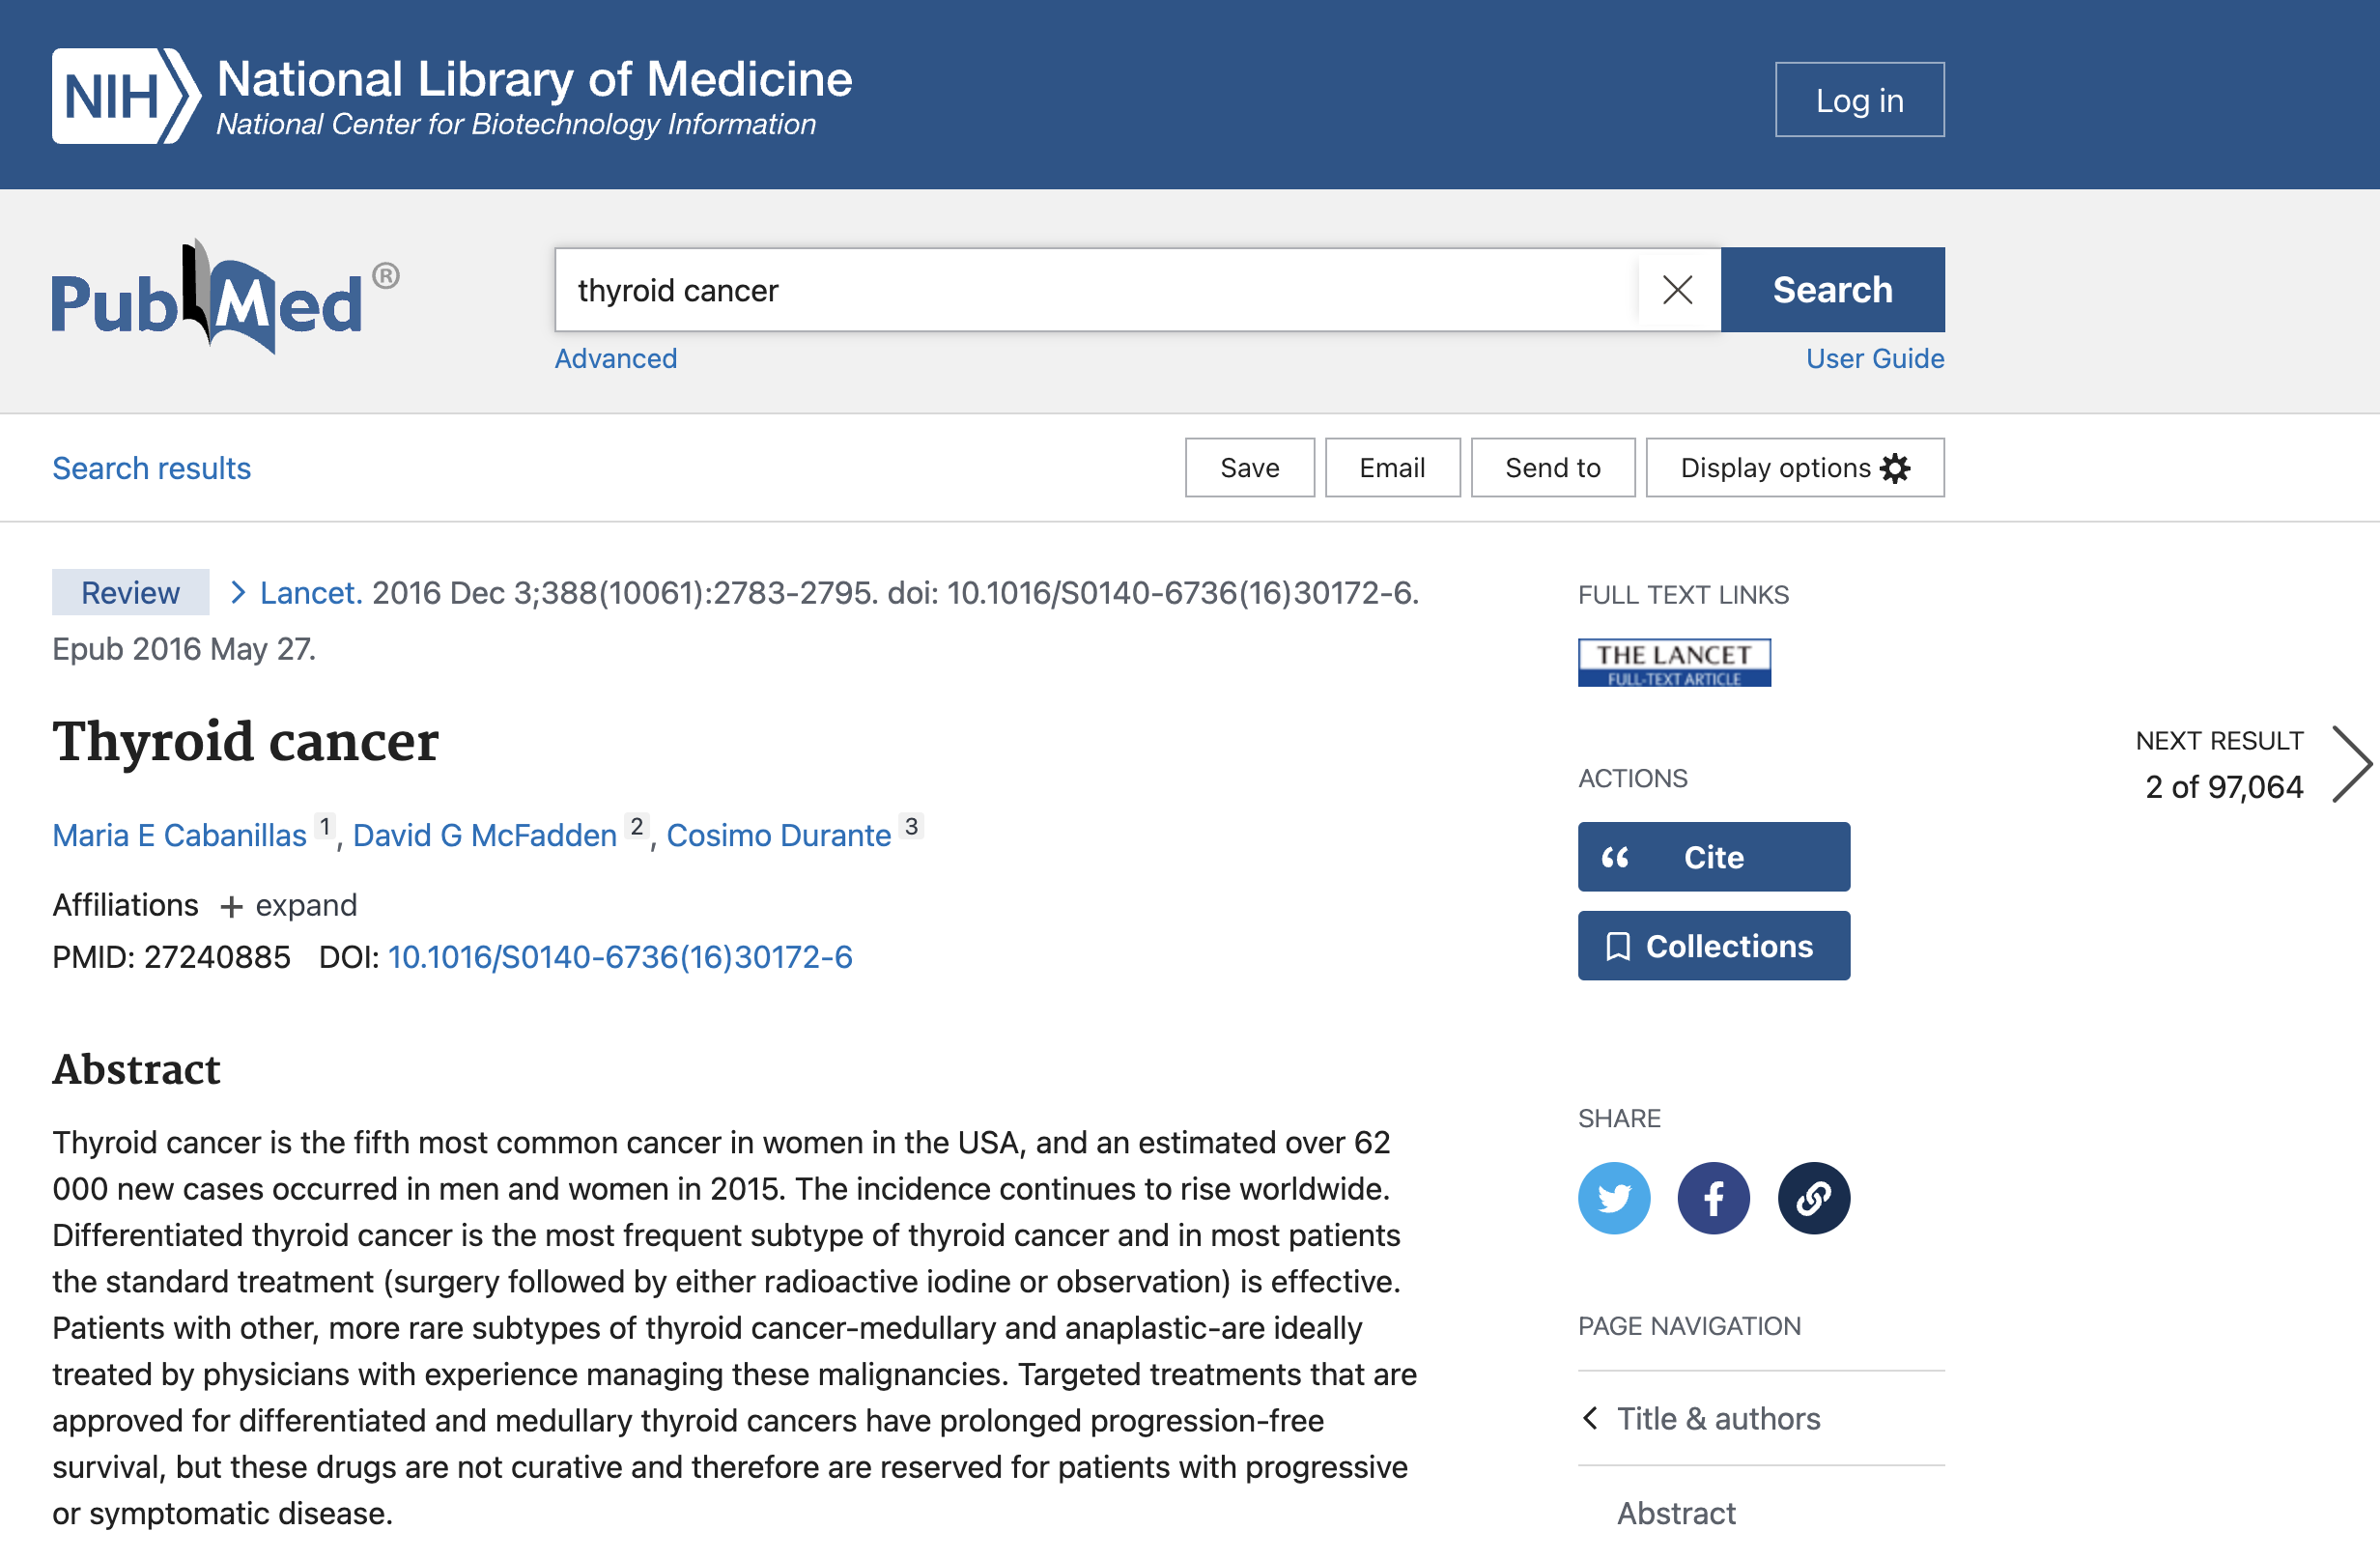 NIH National Library of Medicine
National Center for Biotechnology Information
Log in
PubMed®
thyroid cancer
Search
Advanced
User Guide
Search results
Save
Email
Send to
Display options
Review
Lancet. 2016 Dec 3;388(10061):2783-2795. doi: 10.1016/S0140-6736(16)30172-6.
Epub 2016 May 27.
Thyroid cancer
Maria E Cabanillas 1, David G McFadden 2, Cosimo Durante 3
Affiliations + expand
PMID: 27240885 DOI: 10.1016/S0140-6736(16)30172-6
Abstract
Thyroid cancer is the fifth most common cancer in women in the USA, and an estimated over 62
000 new cases occurred in men and women in 2015. The incidence continues to rise worldwide.
Differentiated thyroid cancer is the most frequent subtype of thyroid cancer and in most patients
the standard treatment (surgery followed by either radioactive iodine or observation) is effective.
Patients with other, more rare subtypes of thyroid cancer-medullary and anaplastic-are ideally
treated by physicians with experience managing these malignancies. Targeted treatments that are
approved for differentiated and medullary thyroid cancers have prolonged progression-free
survival, but these drugs are not curative and therefore are reserved for patients with progressive
or symptomatic disease.
FULL TEXT LINKS
THE LANCET
FULL-TEXT ARTICLE
ACTIONS
Cite
Collections
SHARE
PAGE NAVIGATION
Title & authors
Abstract
NEXT RESULT
2 of 97,064